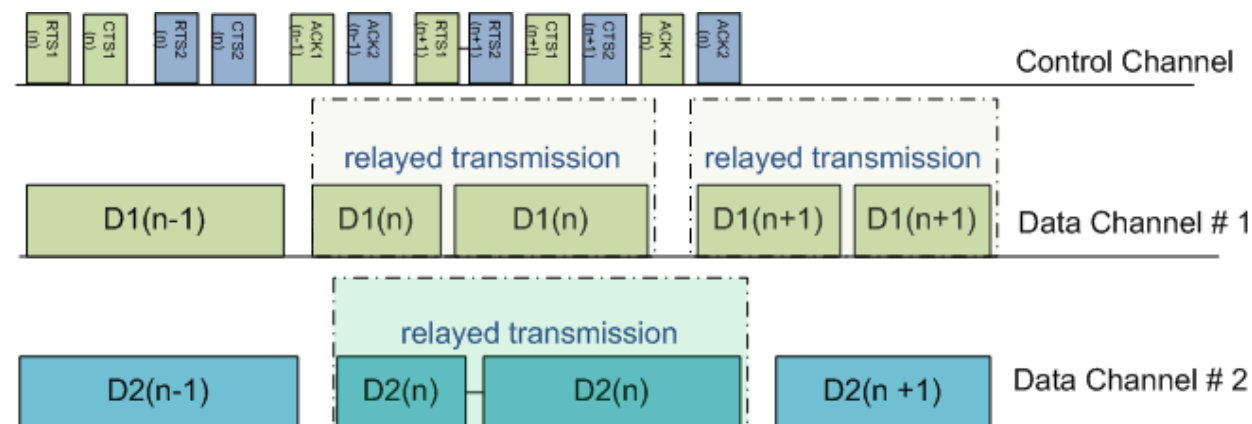 RTS1
(n)
CTS1
(n)
RTS2
(n)
CTS2
(n)
ACK1
(n-1)
ACK2
(n-1)
RTS1
(n+1)
RTS2
(n+1)
CTS1
(n+1)
CTS2
(n+1)
ACK1
(n)
ACK2
(n)
Control Channel
relayed transmission
relayed transmission
D1(n-1)
D1(n)
D1(n)
D1(n+1)
D1(n+1)
Data Channel # 1
relayed transmission
D2(n-1)
D2(n)
D2(n)
D2(n +1)
Data Channel # 2